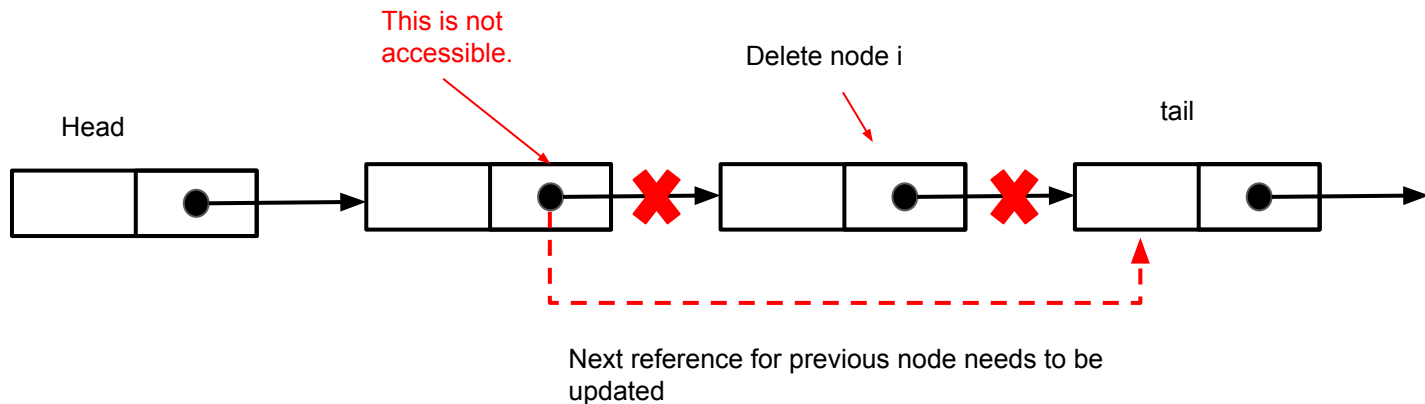 This is not
accessible.
Delete node i
Head
tail
Next reference for previous node needs to be
updated